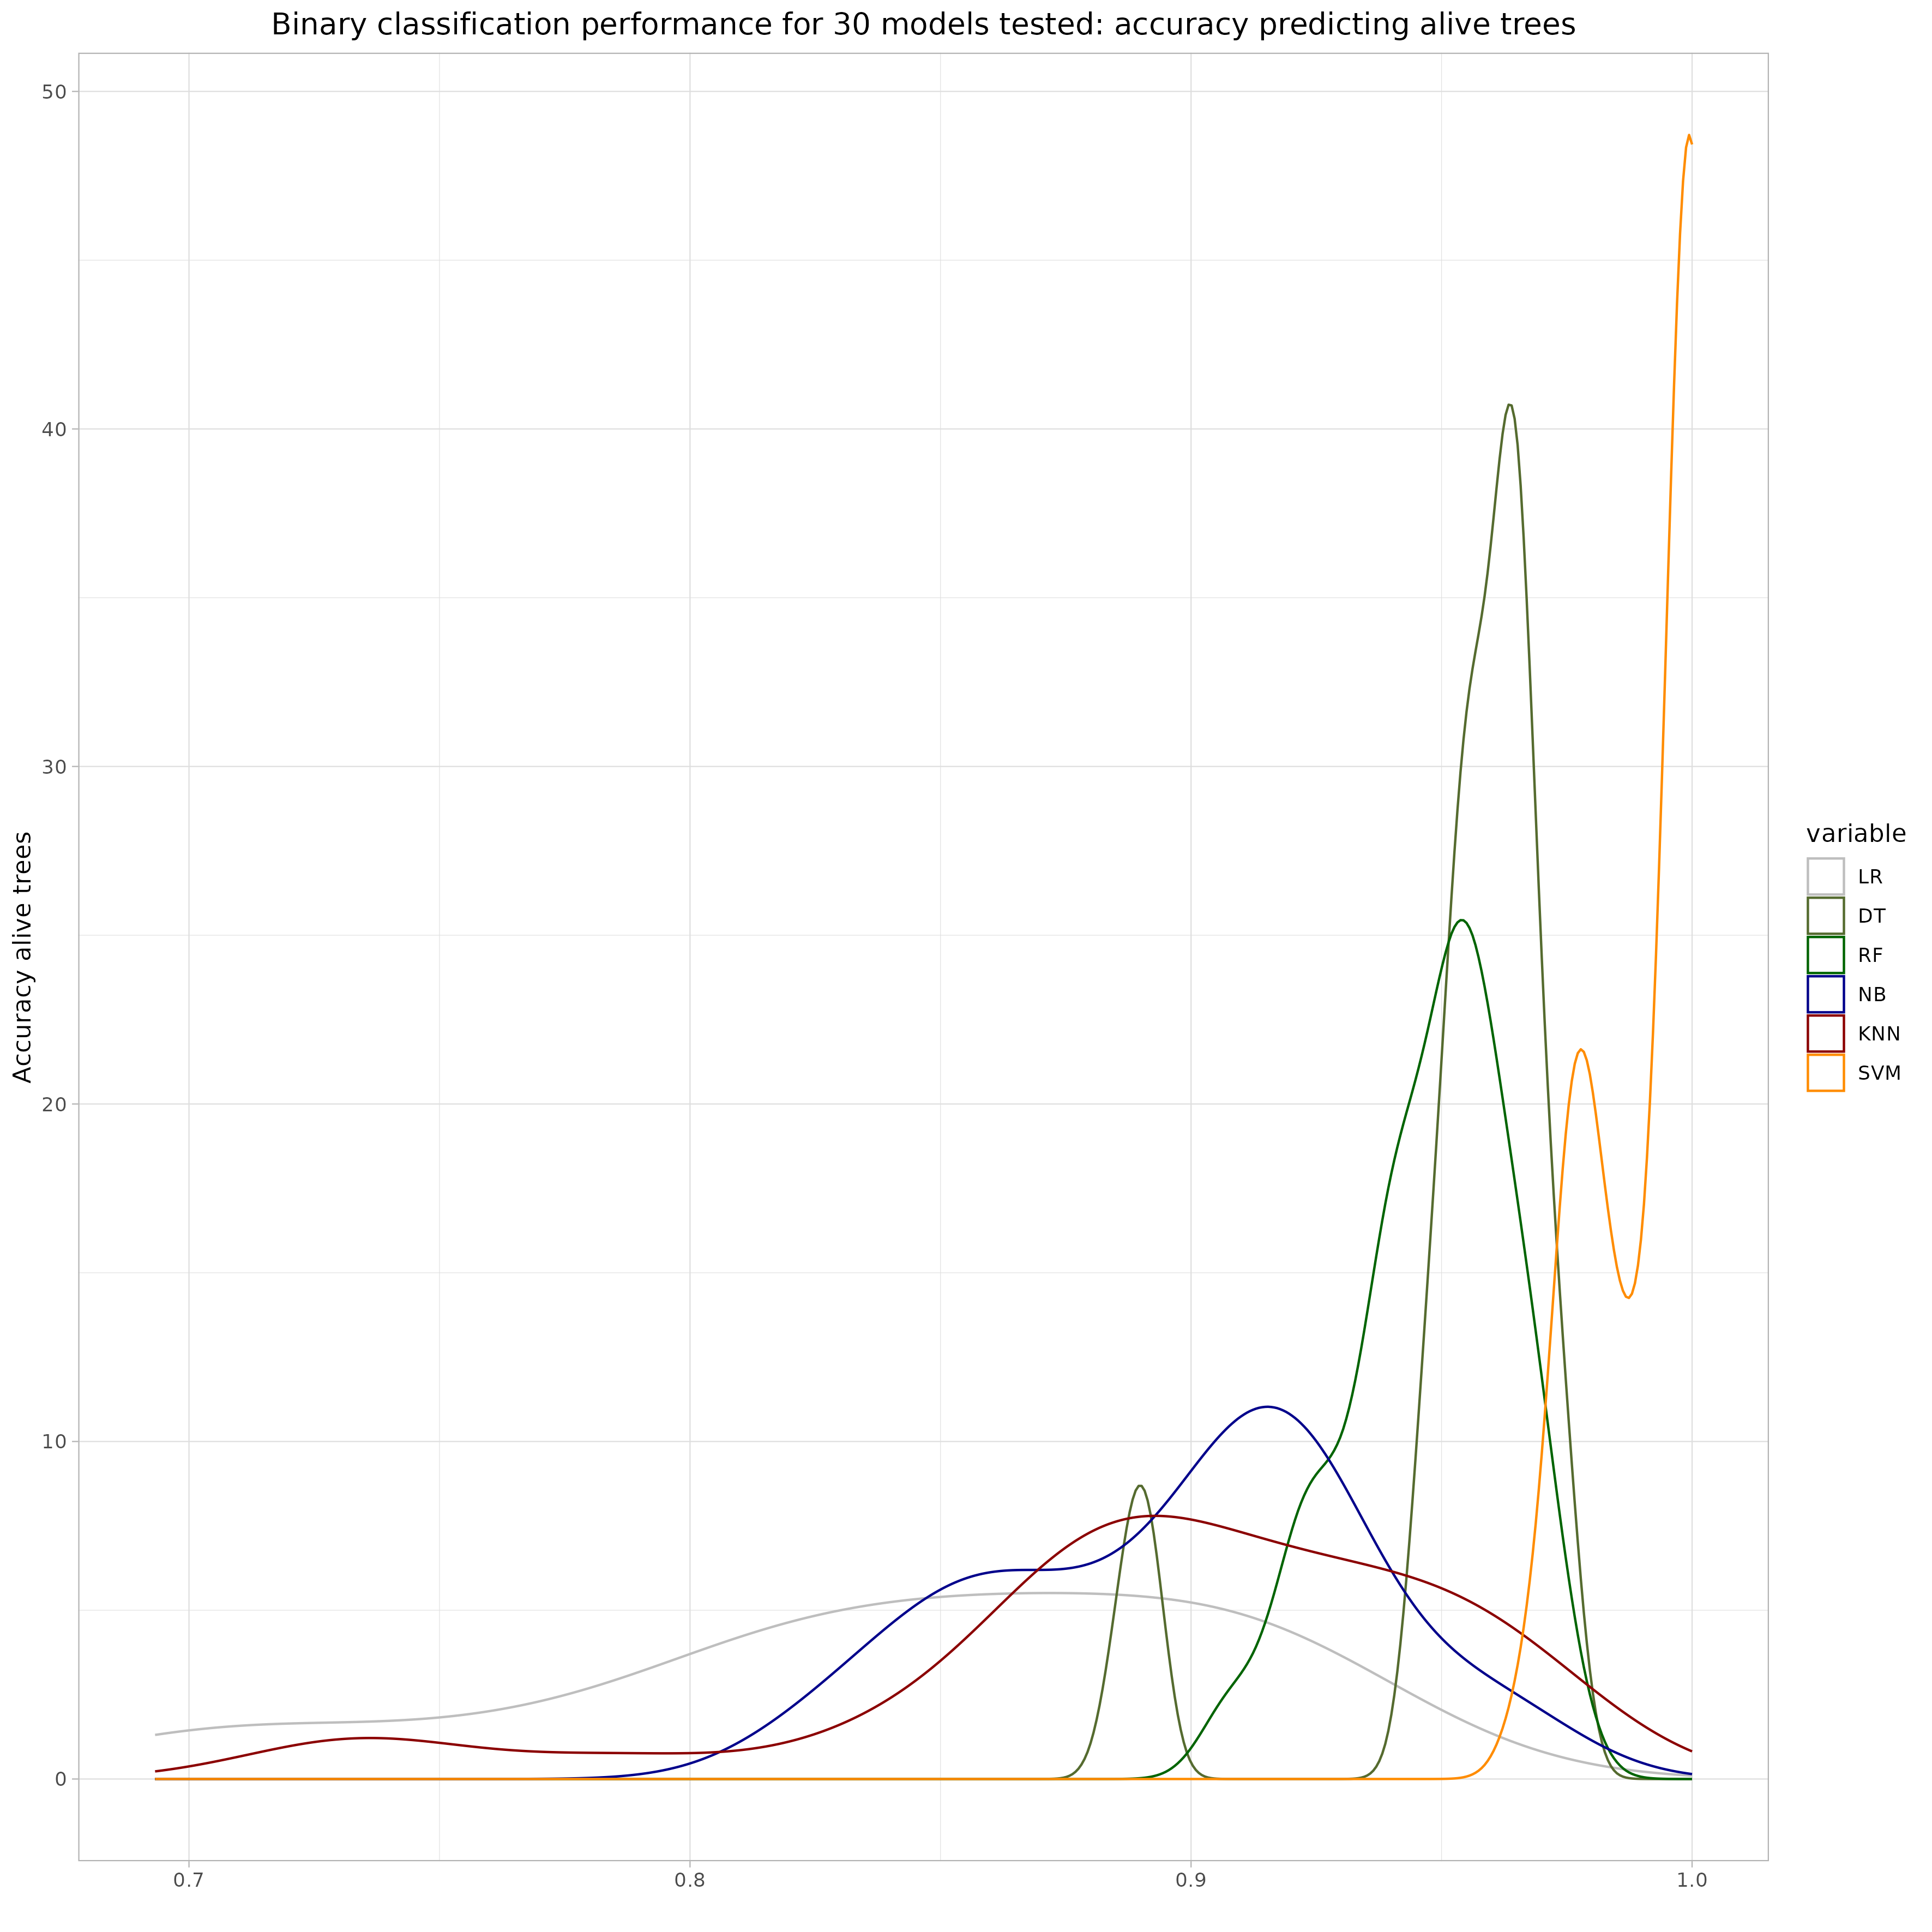 Binary classification performance for 30 models tested: accuracy predicting alive trees
50
40
30
20
10
0
Accuracy alive trees
0.7
0.8
0.9
1.0
variable
LR
DT
RF
NB
KNN
SVM